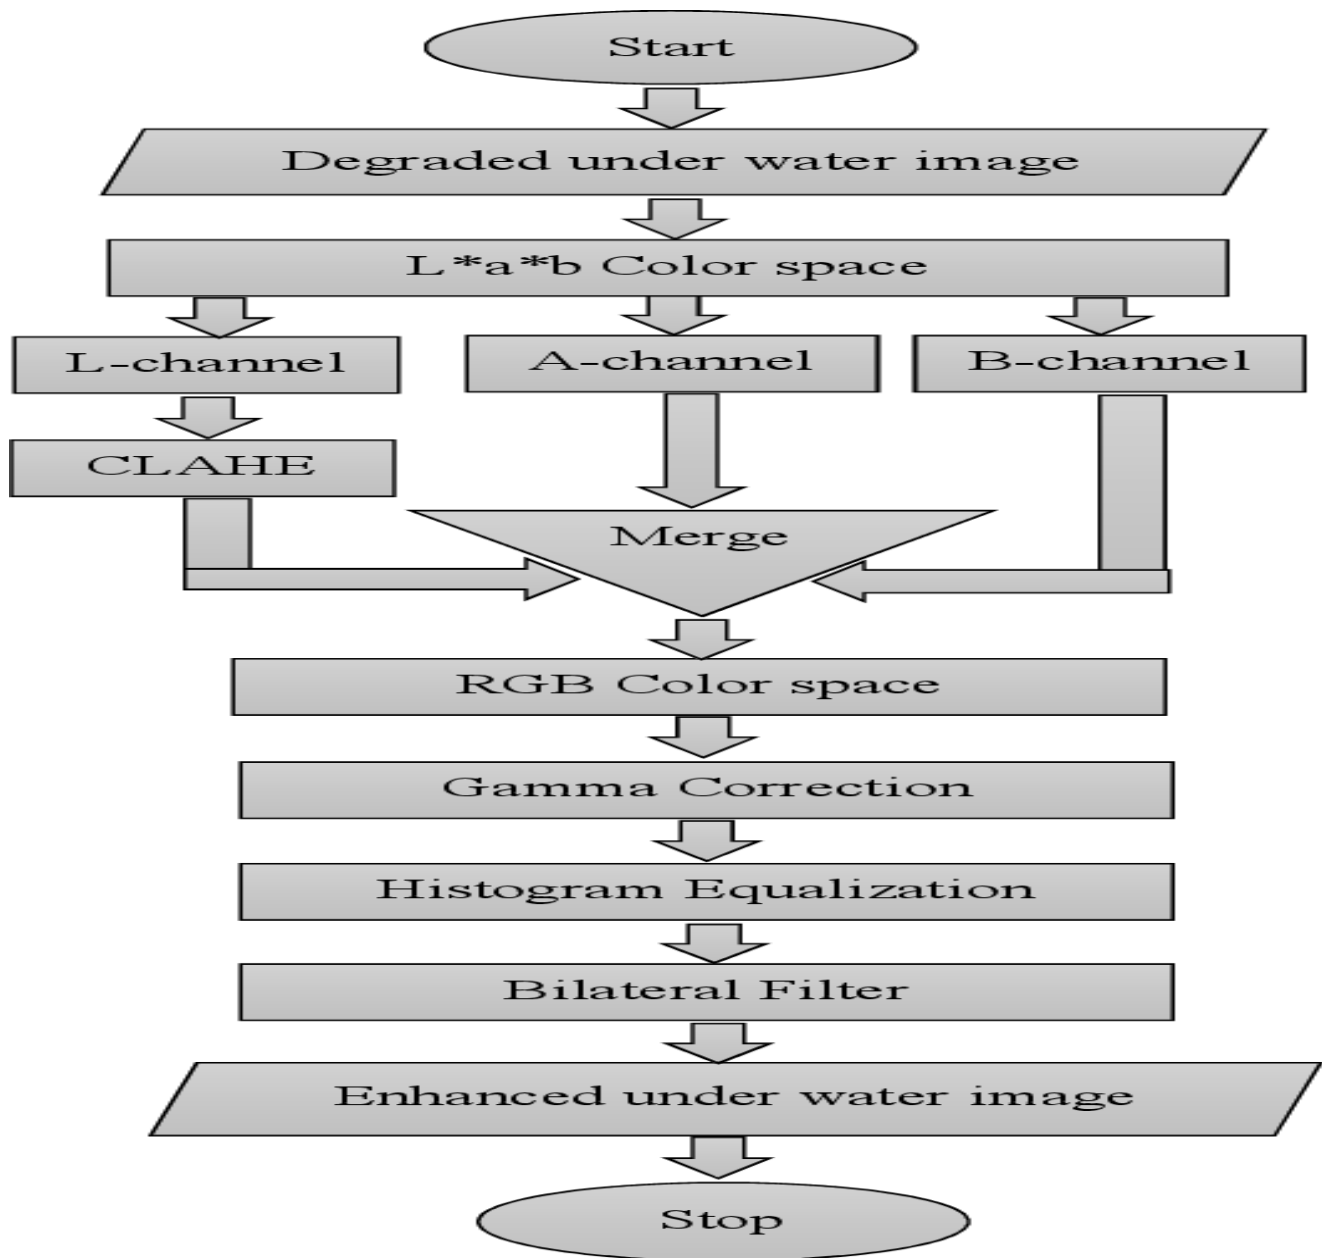 Start
Degraded under water image
L*a*b Color space
L-channel
A-channel
B-channel
CLAHE
Merge
RGB Color space
Gamma Correction
Histogram Equalization
Bilateral Filter
Enhanced under water image
Stop